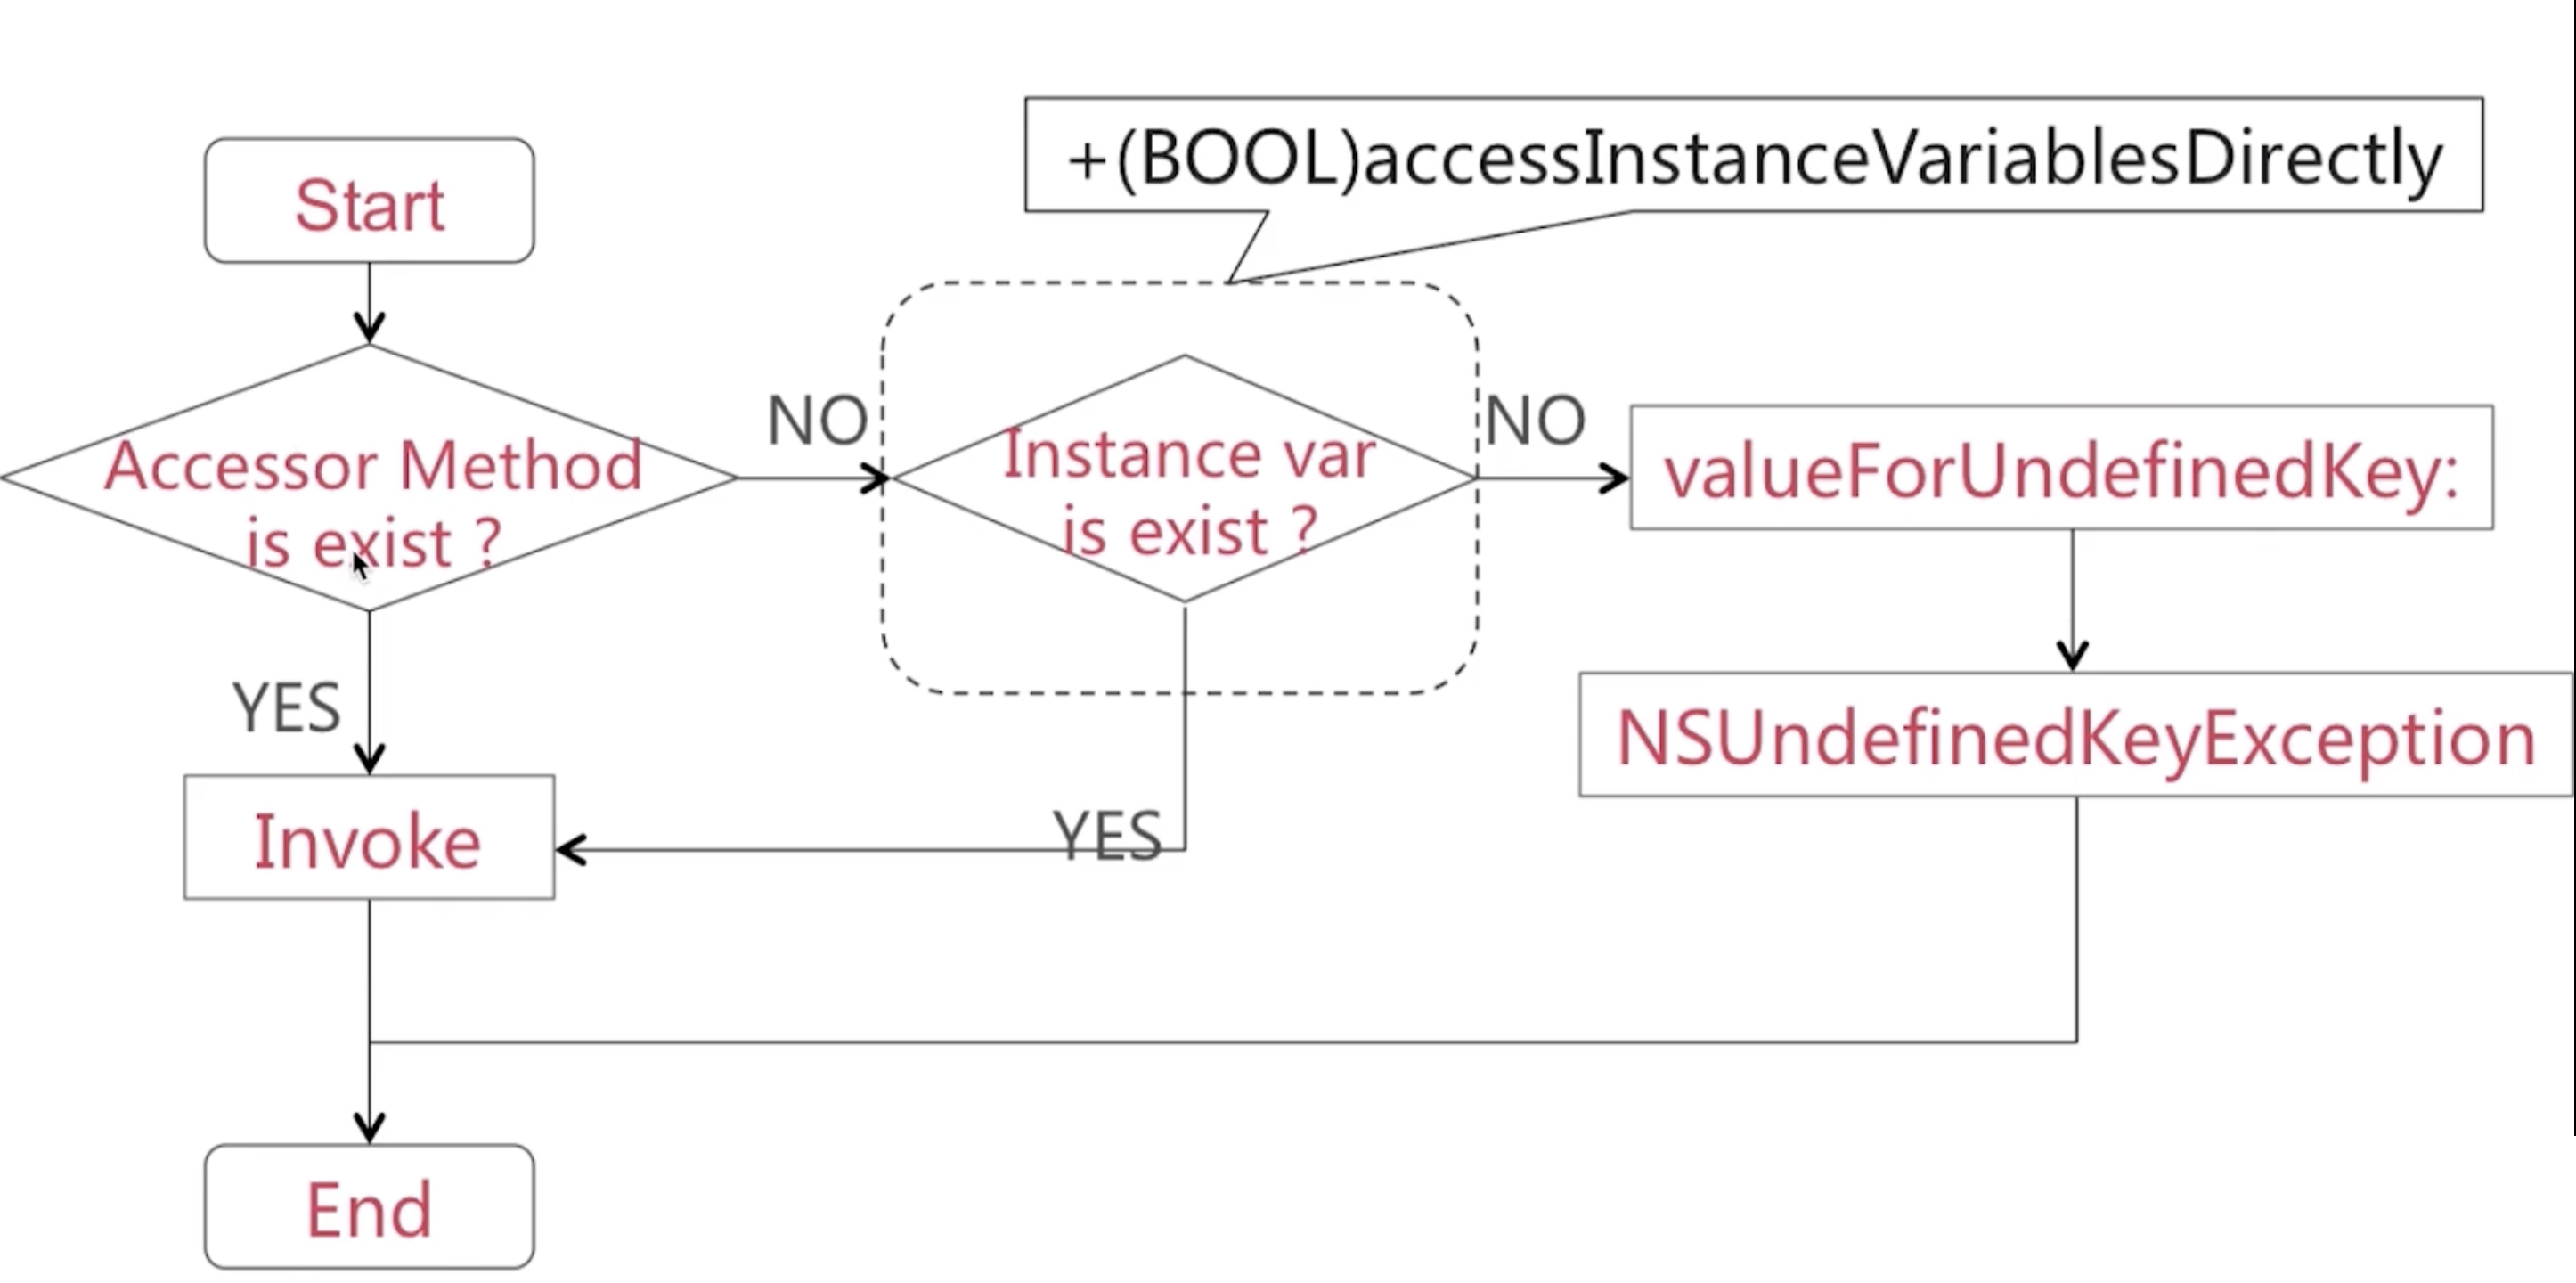 +(BOOL)accessInstanceVariablesDirectly
Start
Accessor Method
is exist ?
NO
Instance var
is exist ?
NO
valueForUndefinedKey:
YES
NSUndefinedKeyException
Invoke
YES
End